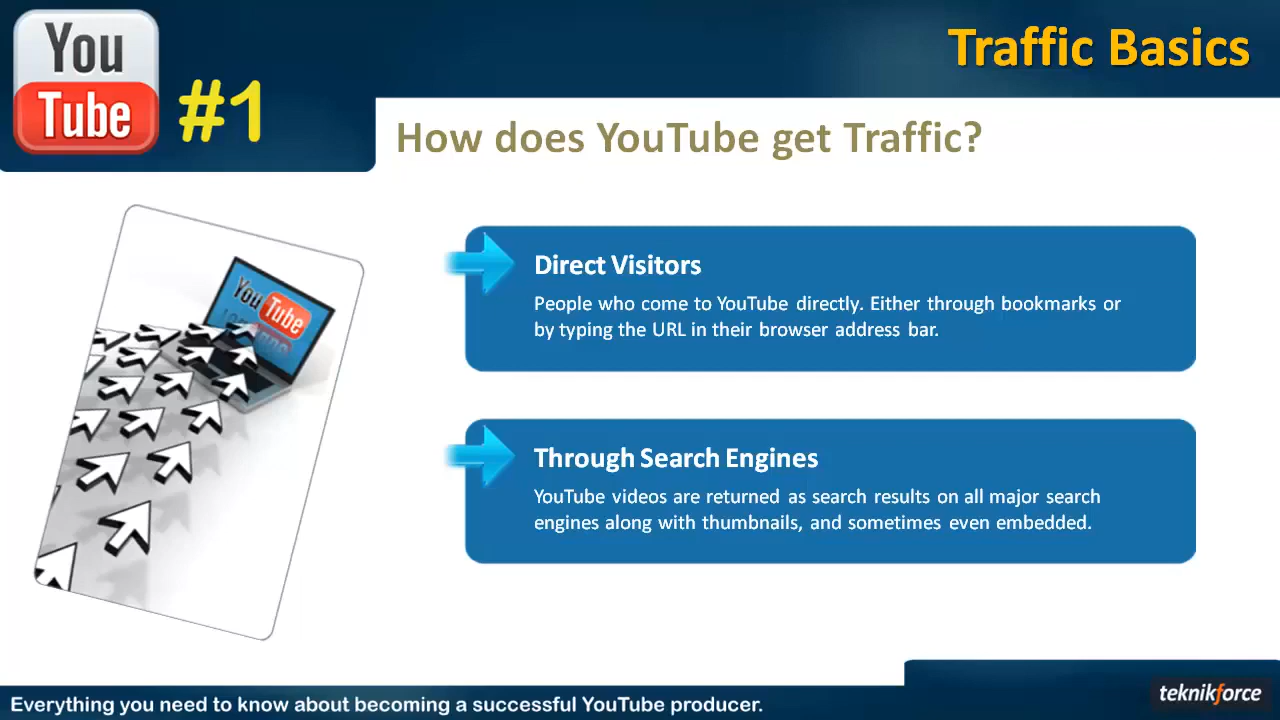 You
Tube
#1
Traffic Basics
How does YouTube get Traffic?
You
Tube
Direct Visitors
People who come to YouTube directly. Either through bookmarks or
by typing the URL in their browser address bar.
Through Search Engines
YouTube videos are returned as search results on all major search
engines along with thumbnails, and sometimes even embedded.
Everything you need to know about becoming a successful YouTube producer.
teknikforce